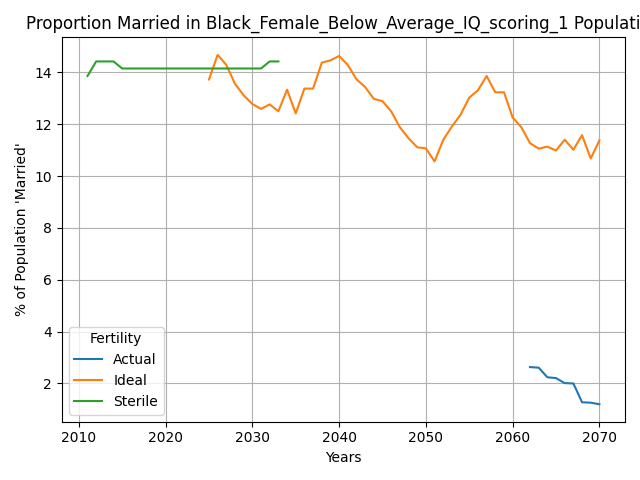 Proportion Married in Black_Female_Below_Average_IQ_scoring_1 Populati
% of Population 'Married'
14
12
10
8
6
4
2
Fertility
Actual
Ideal
Sterile
2010 2020 2030 2040 2050 2060 2070
Years